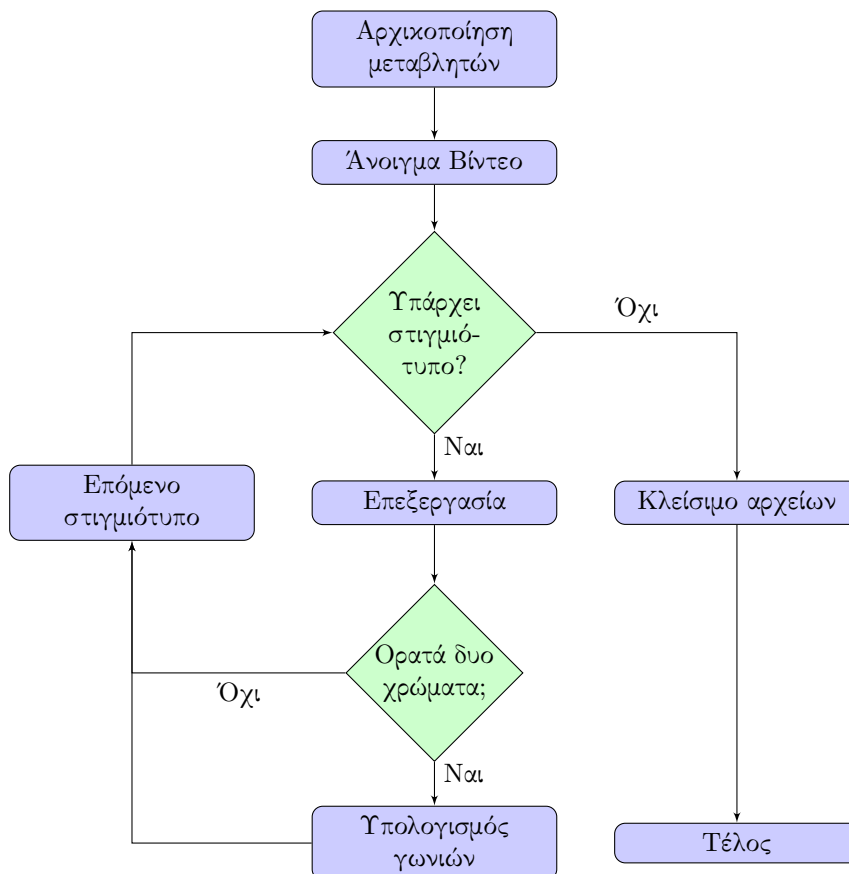 Αρχικοποίηση
μεταβλητών
Άνοιγμα Βίντεο
Υπάρχει
στιγμιό-
τυπο?
Όχι
Ναι
Επόμενο
στιγμιότυπο
Επεξεργασία
Κλείσιμο αρχείων
Ορατά δυο
χρώματα;
Όχι
Ναι
Υπολογισμός
γωνιών
Τέλος